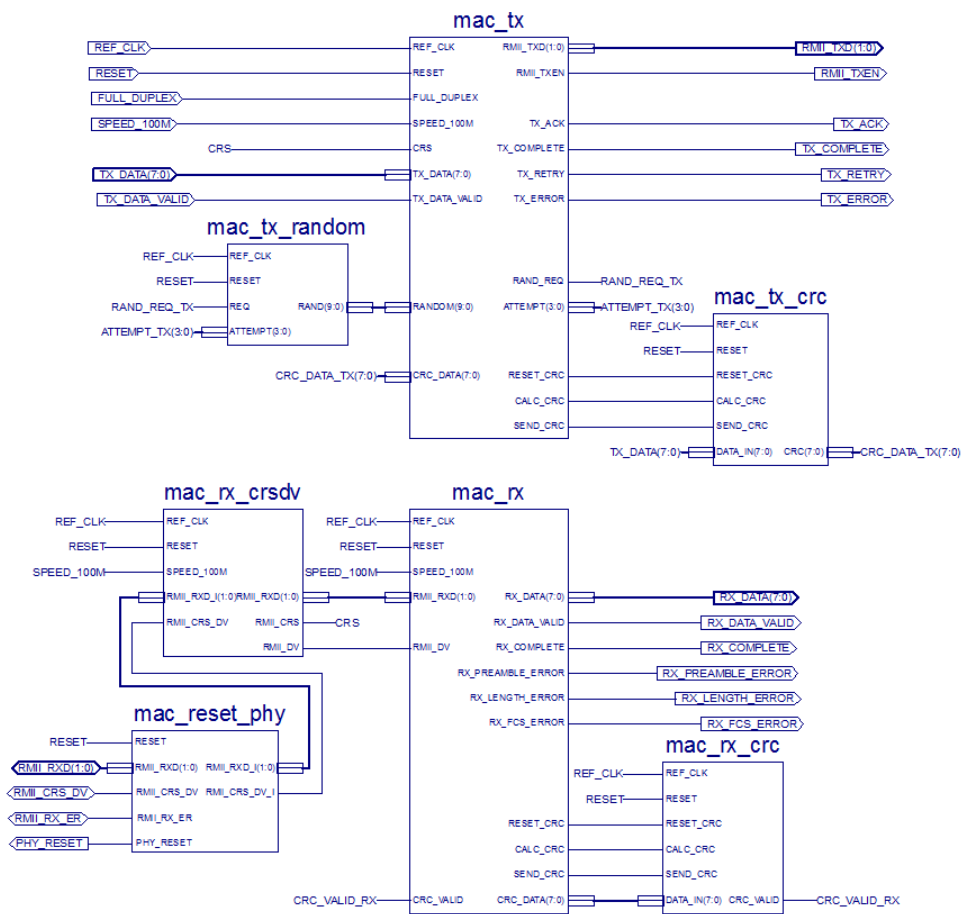 mac_tx
REF_CLK REF_CLK RMII_TXD(1:0) RMII_TXD(1:0)
RESET RESET RMII_TXEN RMII_TXEN
FULL_DUPLEX FULL_DUPLEX
SPEED_100M SPEED_100M TX_ACK TX_ACK
CRS CRS TX_COMPLETE TX_COMPLETE
TX_DATA(7:0) TX_DATA(7:0) TX_RETRY TX_RETRY
TX_DATA_VALID TX_DATA_VALID TX_ERROR TX_ERROR
mac_tx_random
REF_CLK REF_CLK
RESET RESET RAND_REQ RAND_REQ_TX
RAND_REQ_TX REQ RAND(9:0) RANDOM(9:0) ATTEMPT(3:0) ATTEMPT_TX(3:0)
ATTEMPT_TX(3:0) ATTEMPT(3:0)
mac_tx_crc
REF_CLK REF_CLK
RESET RESET
CRC_DATA_TX(7:0) CRC_DATA(7:0) RESET_CRC RESET_CRC
CALC_CRC CALC_CRC
SEND_CRC SEND_CRC
TX_DATA(7:0) DATA_IN(7:0) CRC(7:0) CRC_DATA_TX(7:0)
mac_rx_crsdv mac_rx
REF_CLK REF_CLK REF_CLK REF_CLK
RESET RESET RESET RESET
SPEED_100M SPEED_100M SPEED_100M SPEED_100M
RMII_RXD_I(1:0) RMII_RXD(1:0) RMII_RXD(1:0) RX_DATA(7:0) RX_DATA(7:0)
RMII_CRS_DV RMII_CRS CRS RX_DATA_VALID RX_DATA_VALID
RMII_DV RMII_DV RX_COMPLETE RX_COMPLETE
RX_PREAMBLE_ERROR RX_PREAMBLE_ERROR
RX_LENGTH_ERROR RX_LENGTH_ERROR
RX_FCS_ERROR RX_FCS_ERROR
mac_reset_phy
RESET RESET
RMII_RXD(1:0) RMII_RXD(1:0) RMII_RXD_I(1:0)
RMII_CRS_DV RMII_CRS_DV RMII_CRS_DV_I
RMII_RX_ER RMII_RX_ER
PHY_RESET PHY_RESET
mac_rx_crc
REF_CLK REF_CLK
RESET RESET
RESET_CRC RESET_CRC
CALC_CRC CALC_CRC
SEND_CRC SEND_CRC
CRC_VALID_RX CRC_VALID CRC_DATA(7:0) DATA_IN(7:0) CRC_VALID CRC_VALID_RX